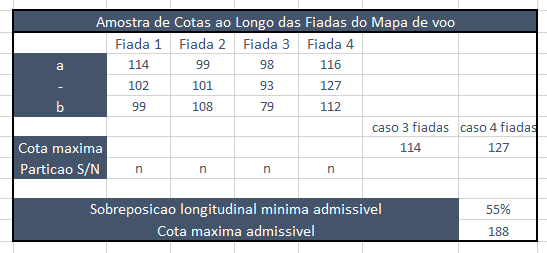 Amostra de Cotas ao Longo das Fiadas do Mapa de voo
Fiada 1 Fiada 2 Fiada 3 Fiada 4
a 114 99 98 116
- 102 101 93 127
b 99 108 79 112
caso 3 fiadas caso 4 fiadas
Cota maxima 114 127
Particao S/N n n n n
Sobreposicao longitudinal minima admissivel 55%
Cota maxima admissivel 188